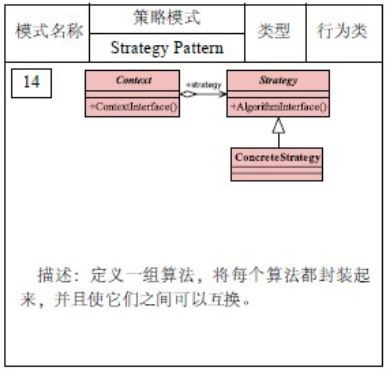 模式名称
策略模式
Strategy Pattern
类型
行为类
14
Context
+ContextInterface()
+strategy
Strategy
+AlgorithmInterface()
ConcreteStrategy
描述：定义一组算法，将每个算法都封装起
来，并且使它们之间可以互换。